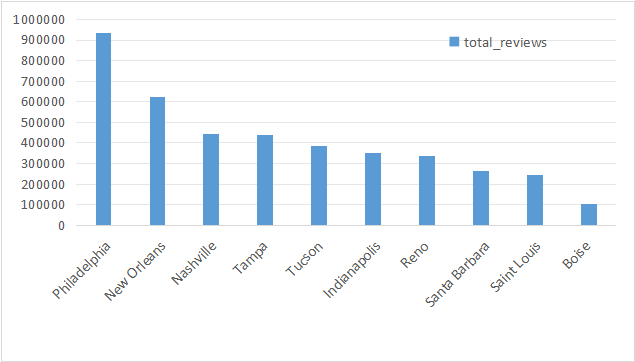 1000000
900000
800000
700000
600000
500000
400000
300000
200000
100000
0
total_reviews
Philadelphia
New Orleans
Nashville
Tampa
Tucson
Indianapolis
Reno
Santa Barbara
Saint Louis
Boise